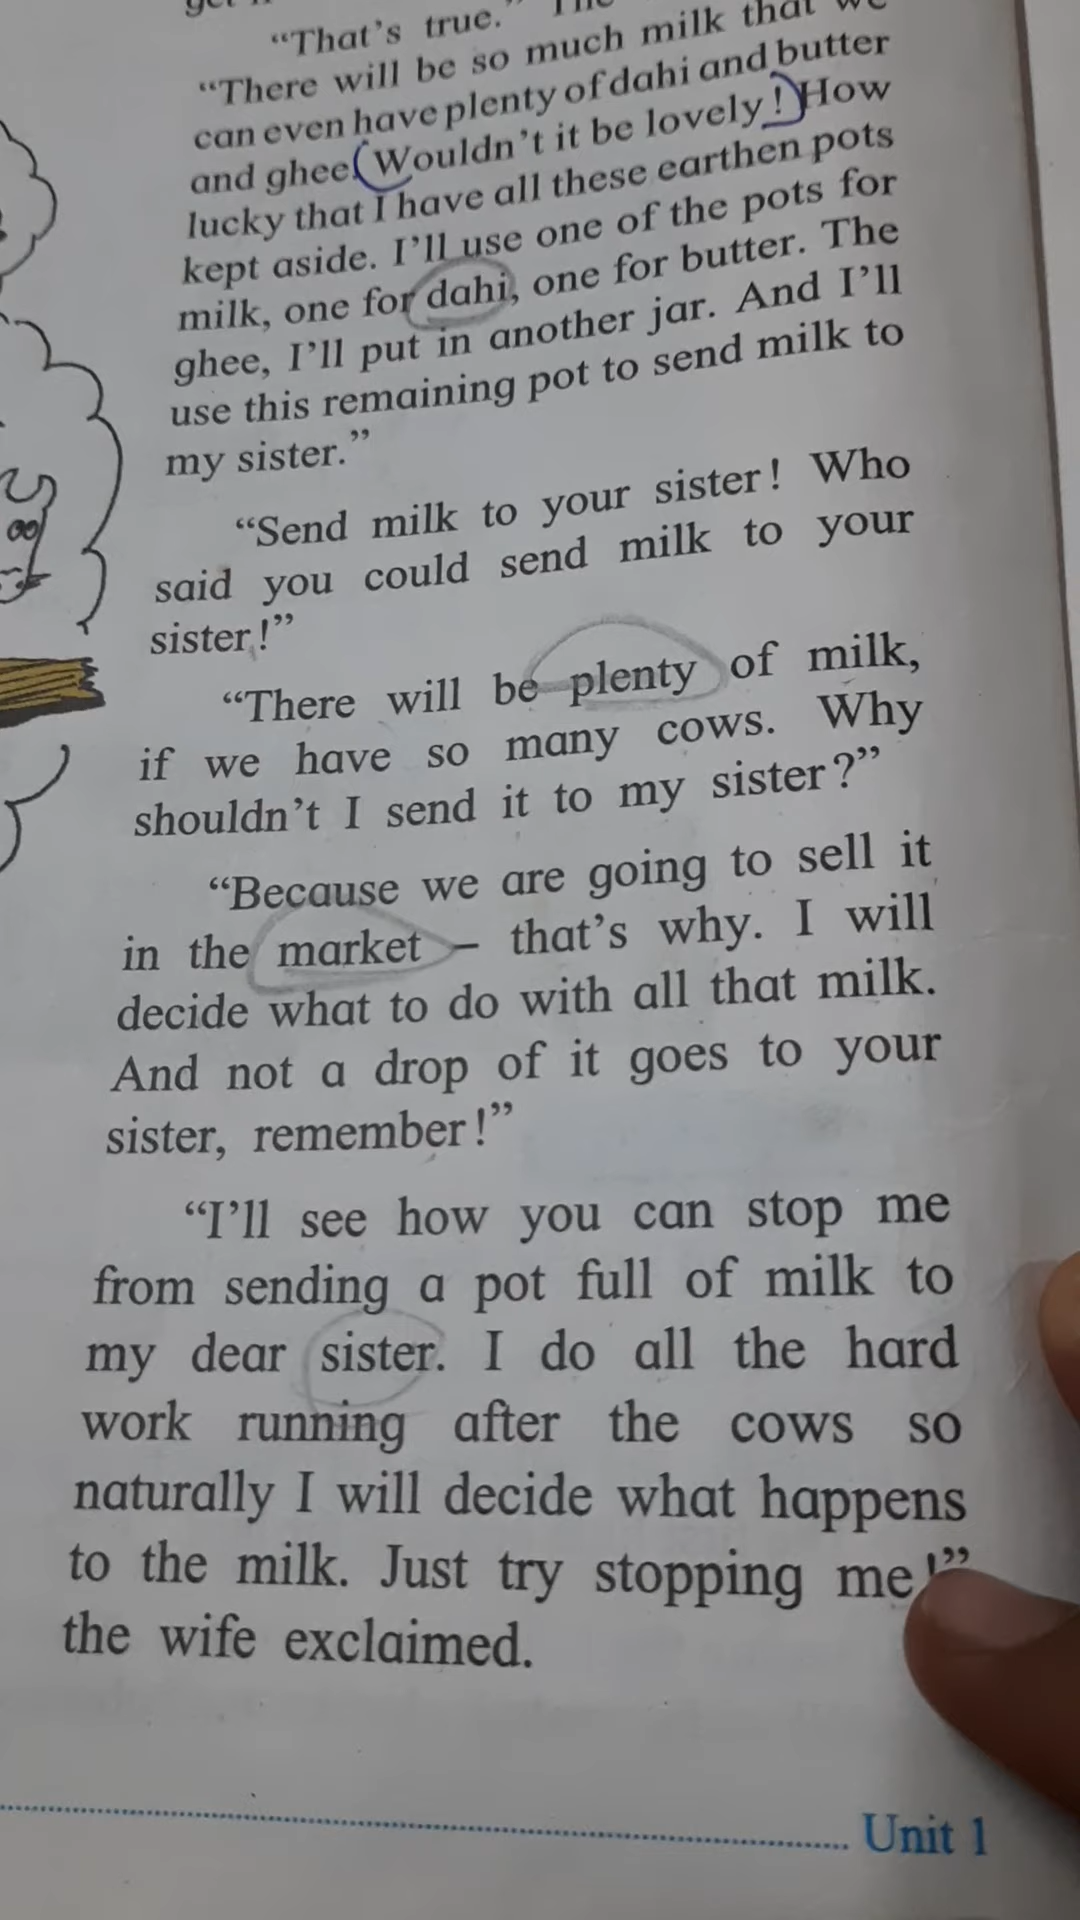 “That’s true.”
“There will be so much milk that we
can even have plenty of dahi and butter
and ghee. Wouldn’t it be lovely! How
lucky that I have all these earthen pots
kept aside. I’ll use one of the pots for
milk, one for dahi, one for butter. The
ghee, I’ll put in another jar. And I’ll
use this remaining pot to send milk to
my sister.”
“Send milk to your sister! Who
said you could send milk to your
sister!”
“There will be plenty of milk,
if we have so many cows. Why
shouldn’t I send it to my sister?”
“Because we are going to sell it
in the market – that’s why. I will
decide what to do with all that milk.
And not a drop of it goes to your
sister, remember!”
“I’ll see how you can stop me
from sending a pot full of milk to
my dear sister. I do all the hard
work running after the cows so
naturally I will decide what happens
to the milk. Just try stopping me!”
the wife exclaimed.
Unit 1